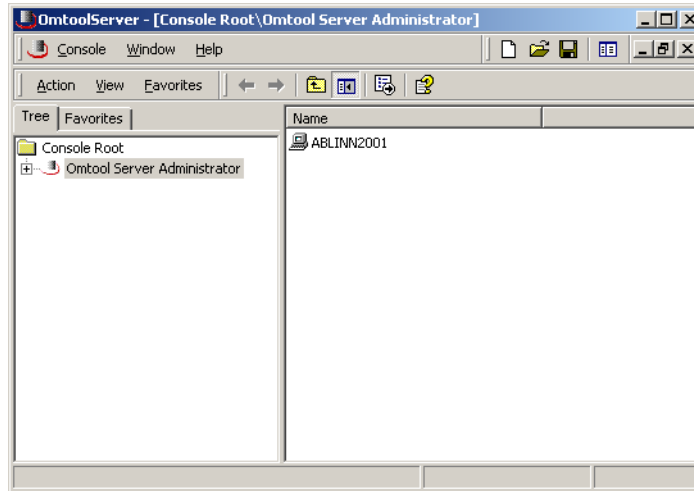 OmtoolServer - [Console Root\Omtool Server Administrator]
Console Window Help
Action View Favorites
Tree Favorites
Name
Console Root
ABLINN2001
Omtool Server Administrator